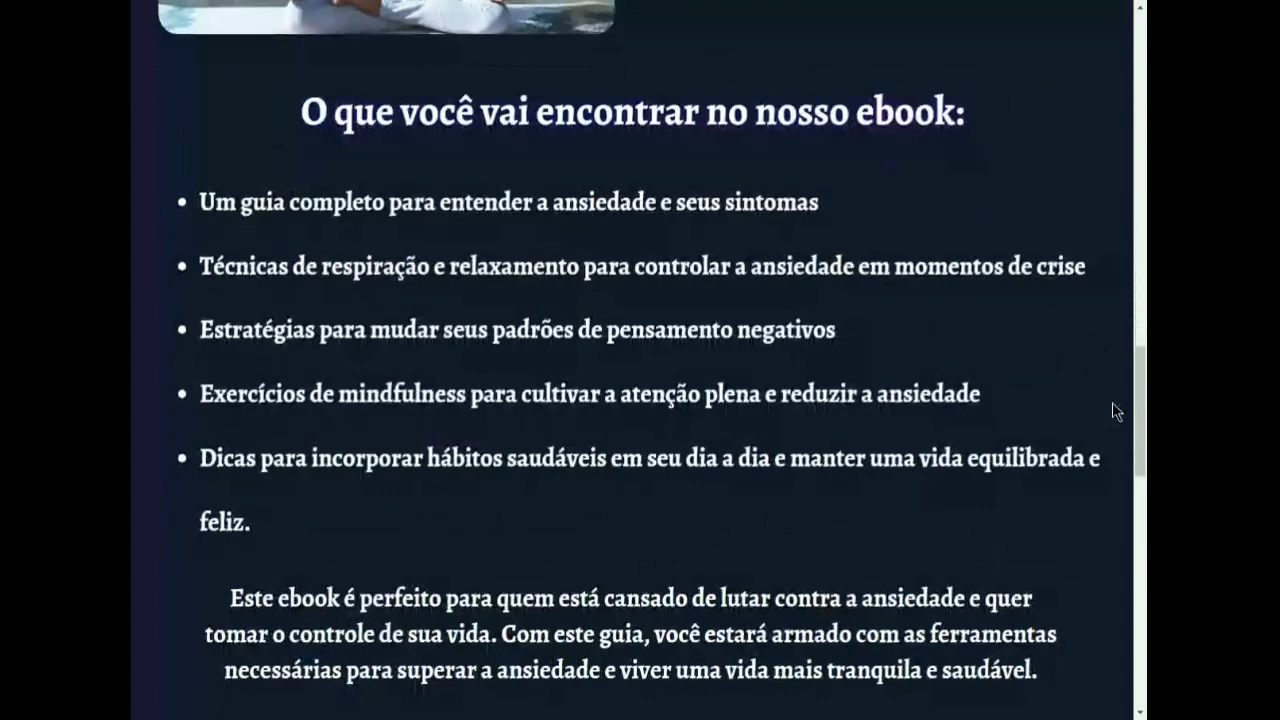 O que você vai encontrar no nosso ebook:
• Um guia completo para entender a ansiedade e seus sintomas
• Técnicas de respiração e relaxamento para controlar a ansiedade em momentos de crise
• Estratégias para mudar seus padrões de pensamento negativos
• Exercícios de mindfulness para cultivar a atenção plena e reduzir a ansiedade
• Dicas para incorporar hábitos saudáveis em seu dia a dia e manter uma vida equilibrada e
feliz.
Este ebook é perfeito para quem está cansado de lutar contra a ansiedade e quer
tomar o controle de sua vida. Com este guia, você estará armado com as ferramentas
necessárias para superar a ansiedade e viver uma vida mais tranquila e saudável.